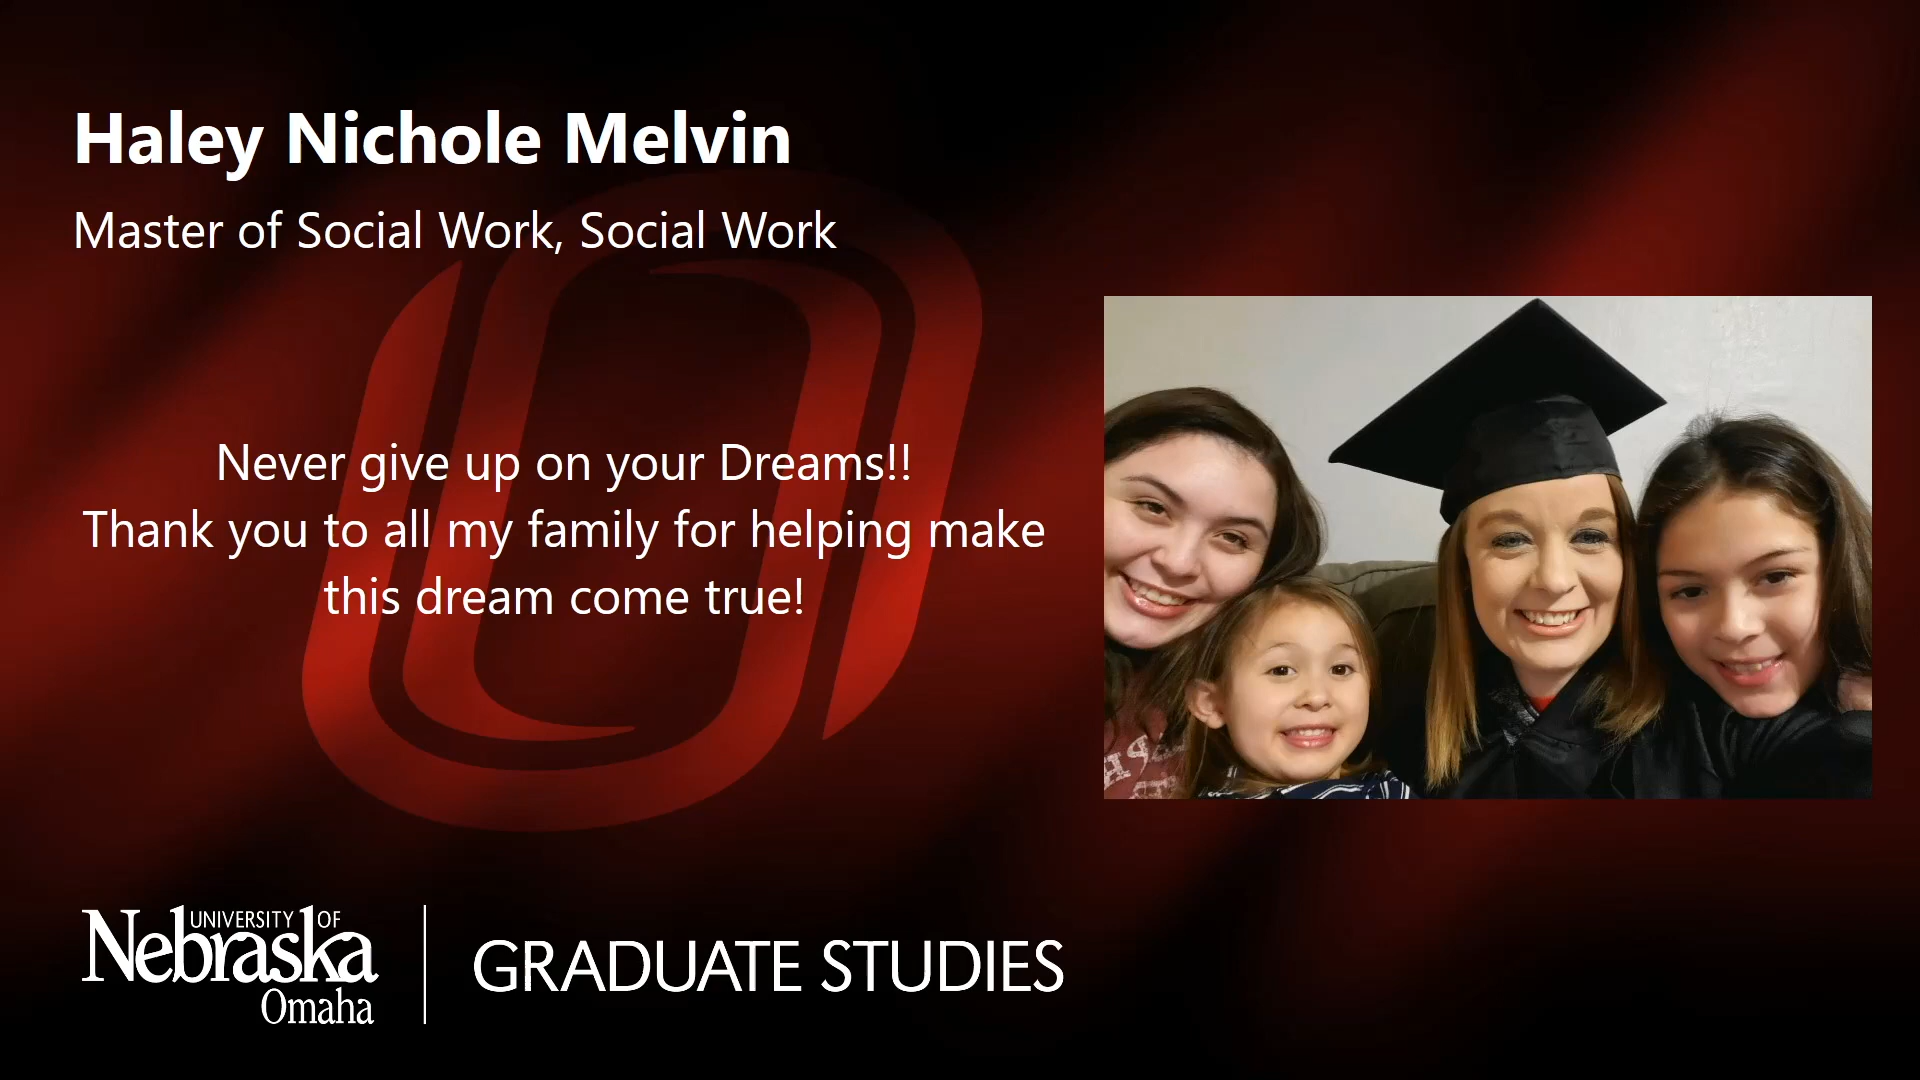 Haley Nichole Melvin
Master of Social Work, Social Work
Never give up on your Dreams!!
Thank you to all my family for helping make
this dream come true!
UNIVERSITY OF
Nebraska
Omaha
GRADUATE STUDIES